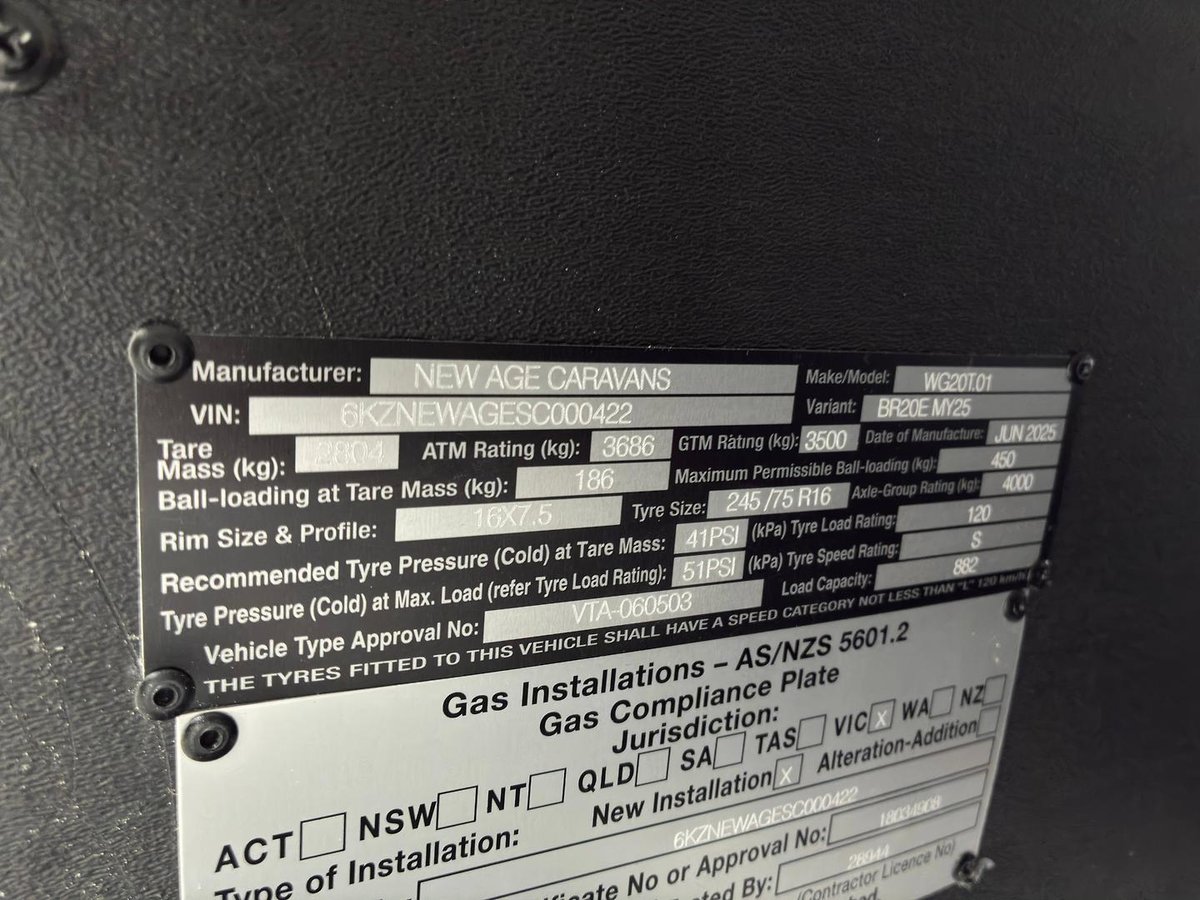 Manufacturer: NEW AGE CARAVANS Make/Model: WG20T.01
VIN: 6KZNEWAGESC000422 Variant: BR20E MY25
Tare Mass (kg): 2804 ATM Rating (kg): 3686 GTM Rating (kg): 3500 Date of Manufacture: JUN 2025
Ball-loading at Tare Mass (kg): 186 Maximum Permissible Ball-loading (kg): 450
Rim Size & Profile: 16X7.5 Tyre Size: 245/75 R16 Axle-Group Rating (kg): 4000
Recommended Tyre Pressure (Cold) at Tare Mass: 41PSI (kPa) Tyre Load Rating: 120
Tyre Pressure (Cold) at Max. Load (refer Tyre Load Rating): 51PSI (kPa) Tyre Speed Rating: S
Vehicle Type Approval No: VTA-060503 Load Capacity: 882
THE TYRES FITTED TO THIS VEHICLE SHALL HAVE A SPEED CATEGORY NOT LESS THAN "L" 120 km/h
Gas Installations – AS/NZS 5601.2
Gas Compliance Plate
Jurisdiction:
ACT NSW NT QLD SA TAS VIC X WA NZ
Type of Installation: New Installation X Alteration-Addition
6KZNEWAGESC000422
No or Approval No: 18034908
By: 28944
(Contractor Licence No)